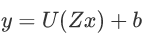 y = U(Zx) + b